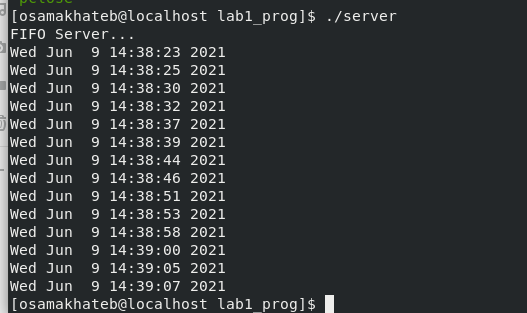 pclose
[osamakhateb@localhost lab1_prog]$ ./server
FIFO Server...
Wed Jun  9 14:38:23 2021
Wed Jun  9 14:38:25 2021
Wed Jun  9 14:38:30 2021
Wed Jun  9 14:38:32 2021
Wed Jun  9 14:38:37 2021
Wed Jun  9 14:38:39 2021
Wed Jun  9 14:38:44 2021
Wed Jun  9 14:38:46 2021
Wed Jun  9 14:38:51 2021
Wed Jun  9 14:38:53 2021
Wed Jun  9 14:38:58 2021
Wed Jun  9 14:39:00 2021
Wed Jun  9 14:39:05 2021
Wed Jun  9 14:39:07 2021
[osamakhateb@localhost lab1_prog]$